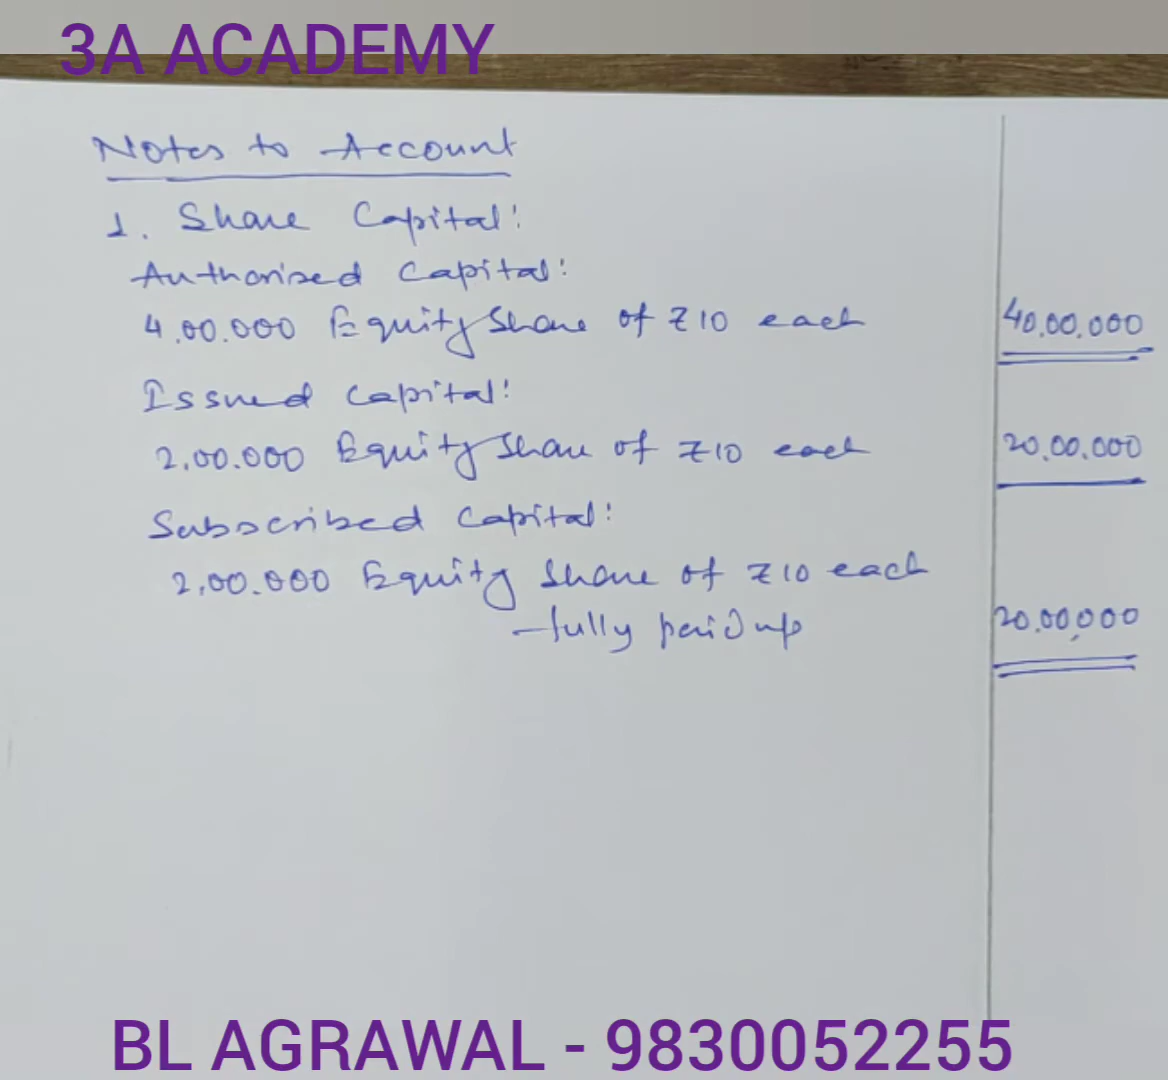 3A ACADEMY
Notes to Account
1. Share Capital:
Authorised Capital:
4,00,000 Equity Share of ₹10 each 40,00,000
Issued Capital:
2,00,000 Equity Share of ₹10 each 20,00,000
Subscribed Capital:
2,00,000 Equity Share of ₹10 each
fully paid up 20,00,000
BL AGRAWAL - 9830052255